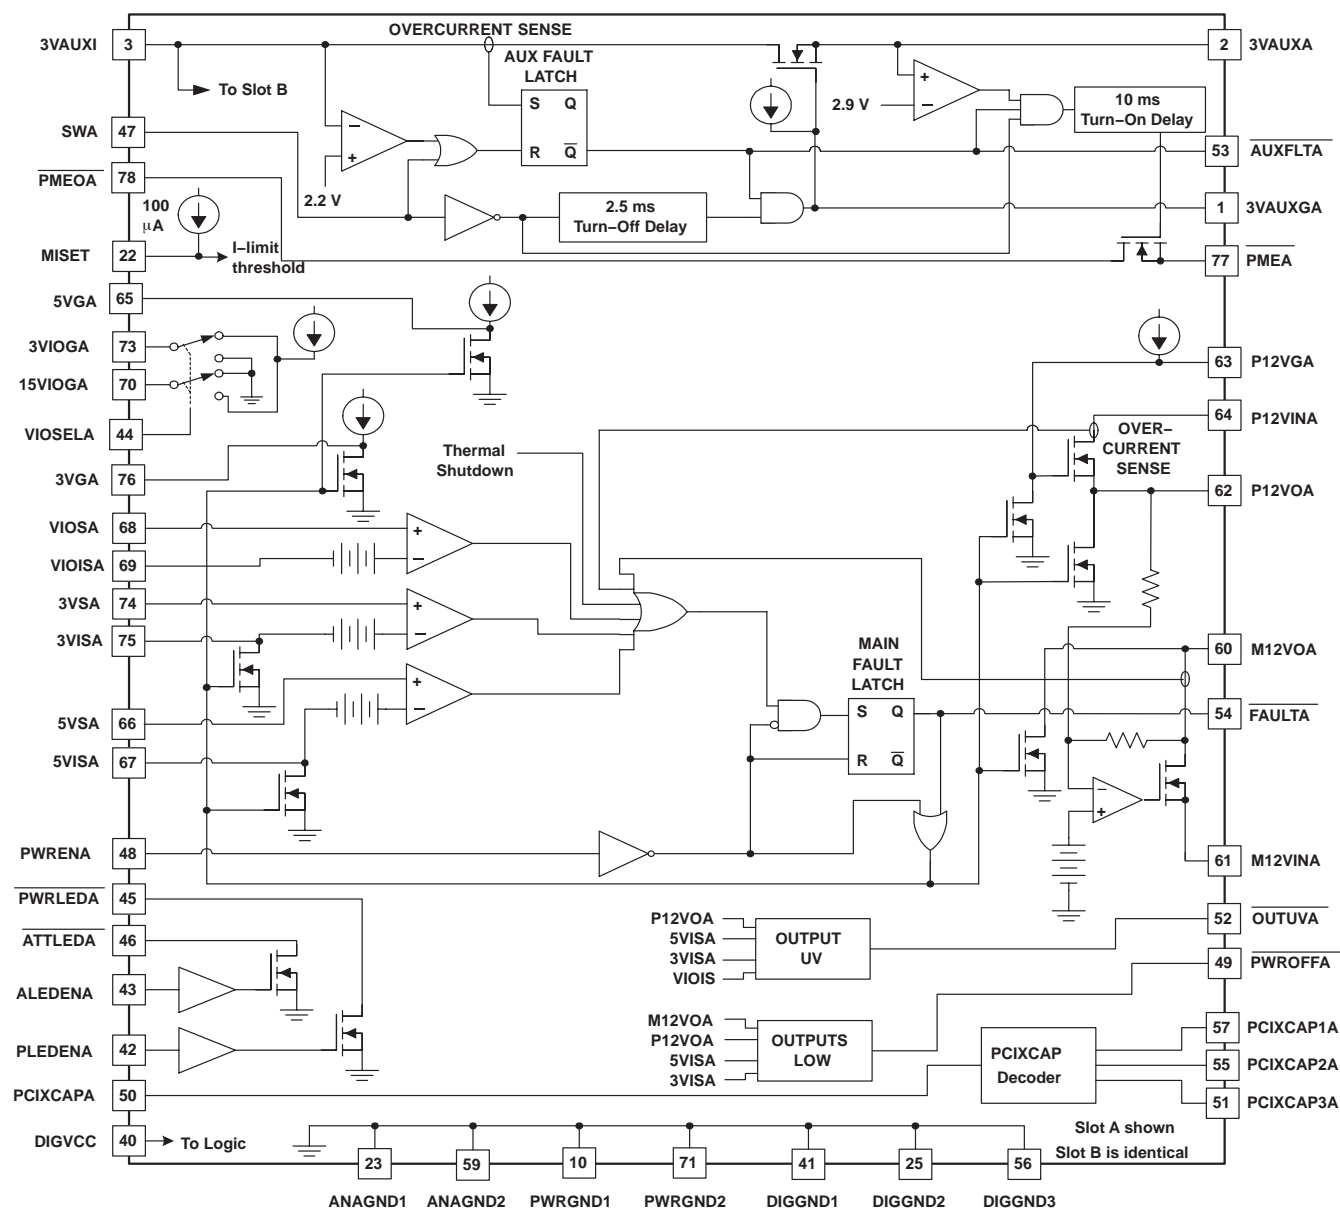 3VAUXI
3
OVERCURRENT SENSE
AUX FAULT
LATCH
2
3VAUXA
To Slot B
S Q
R Q
+
−
2.9 V
10 ms
Turn−On Delay
SWA
47
−
+
2.2 V
53
AUXFLTA
PMEOA
78
2.5 ms
Turn−Off Delay
1
3VAUXGA
100
μA
MISET
22
I−limit
threshold
77
PMEA
5VGA
65
3VIOGA
73
15VIOGA
70
VIOSELA
44
3VGA
76
63
P12VGA
64
P12VINA
OVER−
CURRENT
SENSE
62
P12VOA
Thermal
Shutdown
VIOSA
68
+
−
VIOISA
69
3VSA
74
+
−
3VISA
75
5VSA
66
+
−
5VISA
67
MAIN
FAULT
LATCH
S Q
R Q
60
M12VOA
54
FAULTA
−
+
PWRENA
48
61
M12VINA
PWRLEDA
45
ATTLEDA
46
ALEDENA
43
PLEDENA
42
PCIXCAPA
50
DIGVCC
40
To Logic
P12VOA
5VISA
3VISA
VIOIS
OUTPUT
UV
52
OUTUVA
49
PWROFFA
M12VOA
P12VOA
5VISA
3VISA
OUTPUTS
LOW
PCIXCAP
Decoder
57
PCIXCAP1A
55
PCIXCAP2A
51
PCIXCAP3A
Slot A shown
Slot B is identical
23 59 10 71 41 25 56
ANAGND1 ANAGND2 PWRGND1 PWRGND2 DIGGND1 DIGGND2 DIGGND3